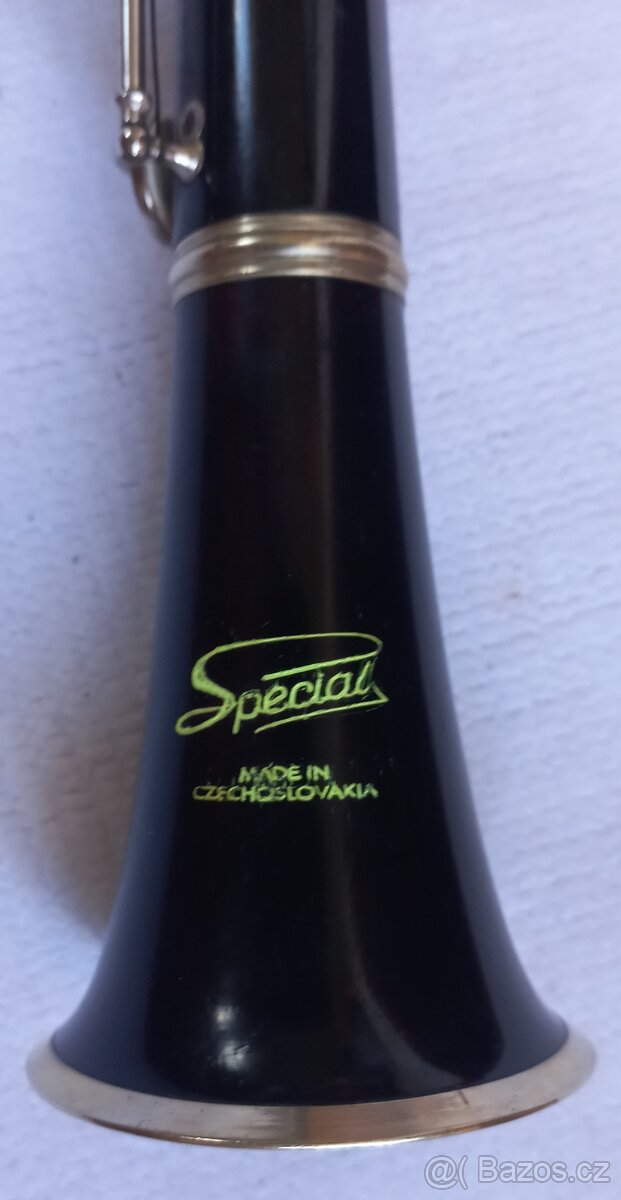 Special
MADE IN
CZECHOSLOVAKIA
@( Bazos.cz